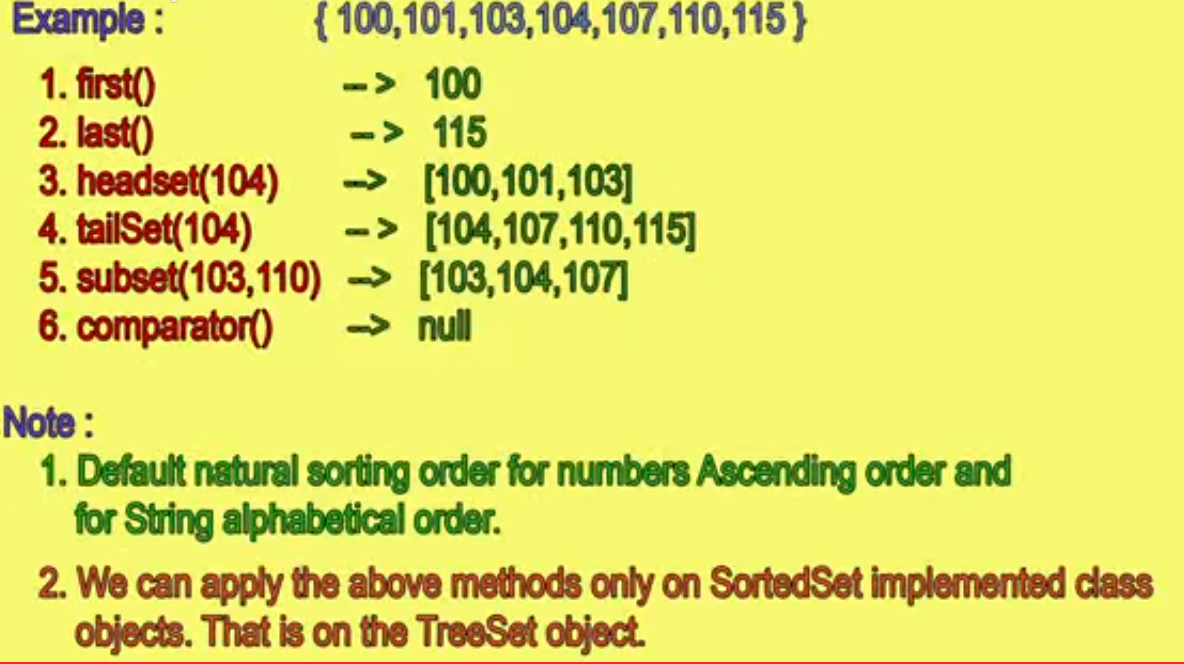 Example : { 100,101,103,104,107,110,115 }
1. first() --> 100
2. last() --> 115
3. headset(104) --> [100,101,103]
4. tailSet(104) --> [104,107,110,115]
5. subset(103,110) --> [103,104,107]
6. comparator() --> null
Note :
1. Default natural sorting order for numbers Ascending order and
for String alphabetical order.
2. We can apply the above methods only on SortedSet implemented class
objects. That is on the TreeSet object.